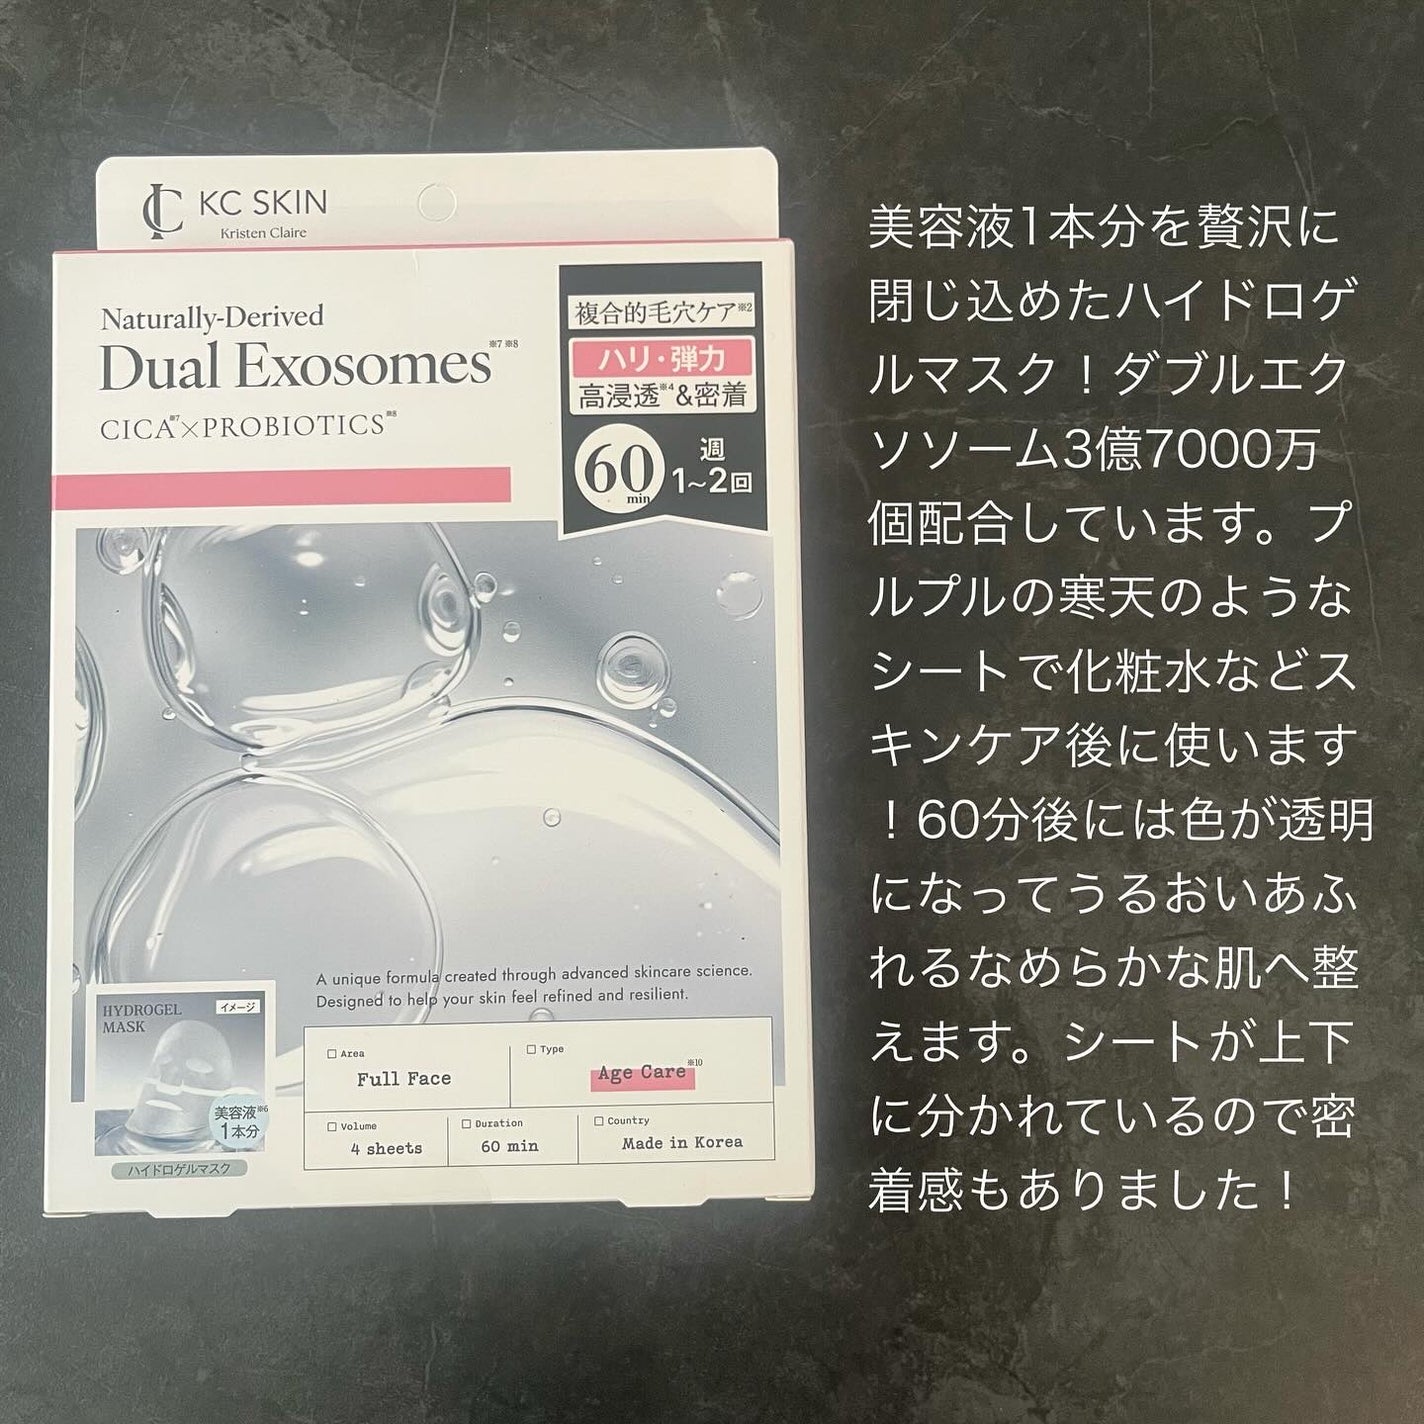 KC SKIN
Kristen Claire
Naturally-Derived
Dual Exosomes※7 ※8
CICA※7×PROBIOTICS※8
複合的毛穴ケア※2
ハリ・弾力
高浸透※4&密着
60 min
週
1~2回
A unique formula created through advanced skincare science.
Designed to help your skin feel refined and resilient.
HYDROGEL
MASK
イメージ
美容液※6
1本分
ハイドロゲルマスク
Area
Full Face
Type
Age Care※10
Volume
4 sheets
Duration
60 min
Country
Made in Korea
美容液1本分を贅沢に
閉じ込めたハイドロゲ
ルマスク！ダブルエク
ソソーム3億7000万
個配合しています。プ
ルプルの寒天のような
シートで化粧水などス
キンケア後に使います
！60分後には色が透明
になってうるおいあふ
れるなめらかな肌へ整
えます。シートが上下
に分かれているので密
着感もありました！